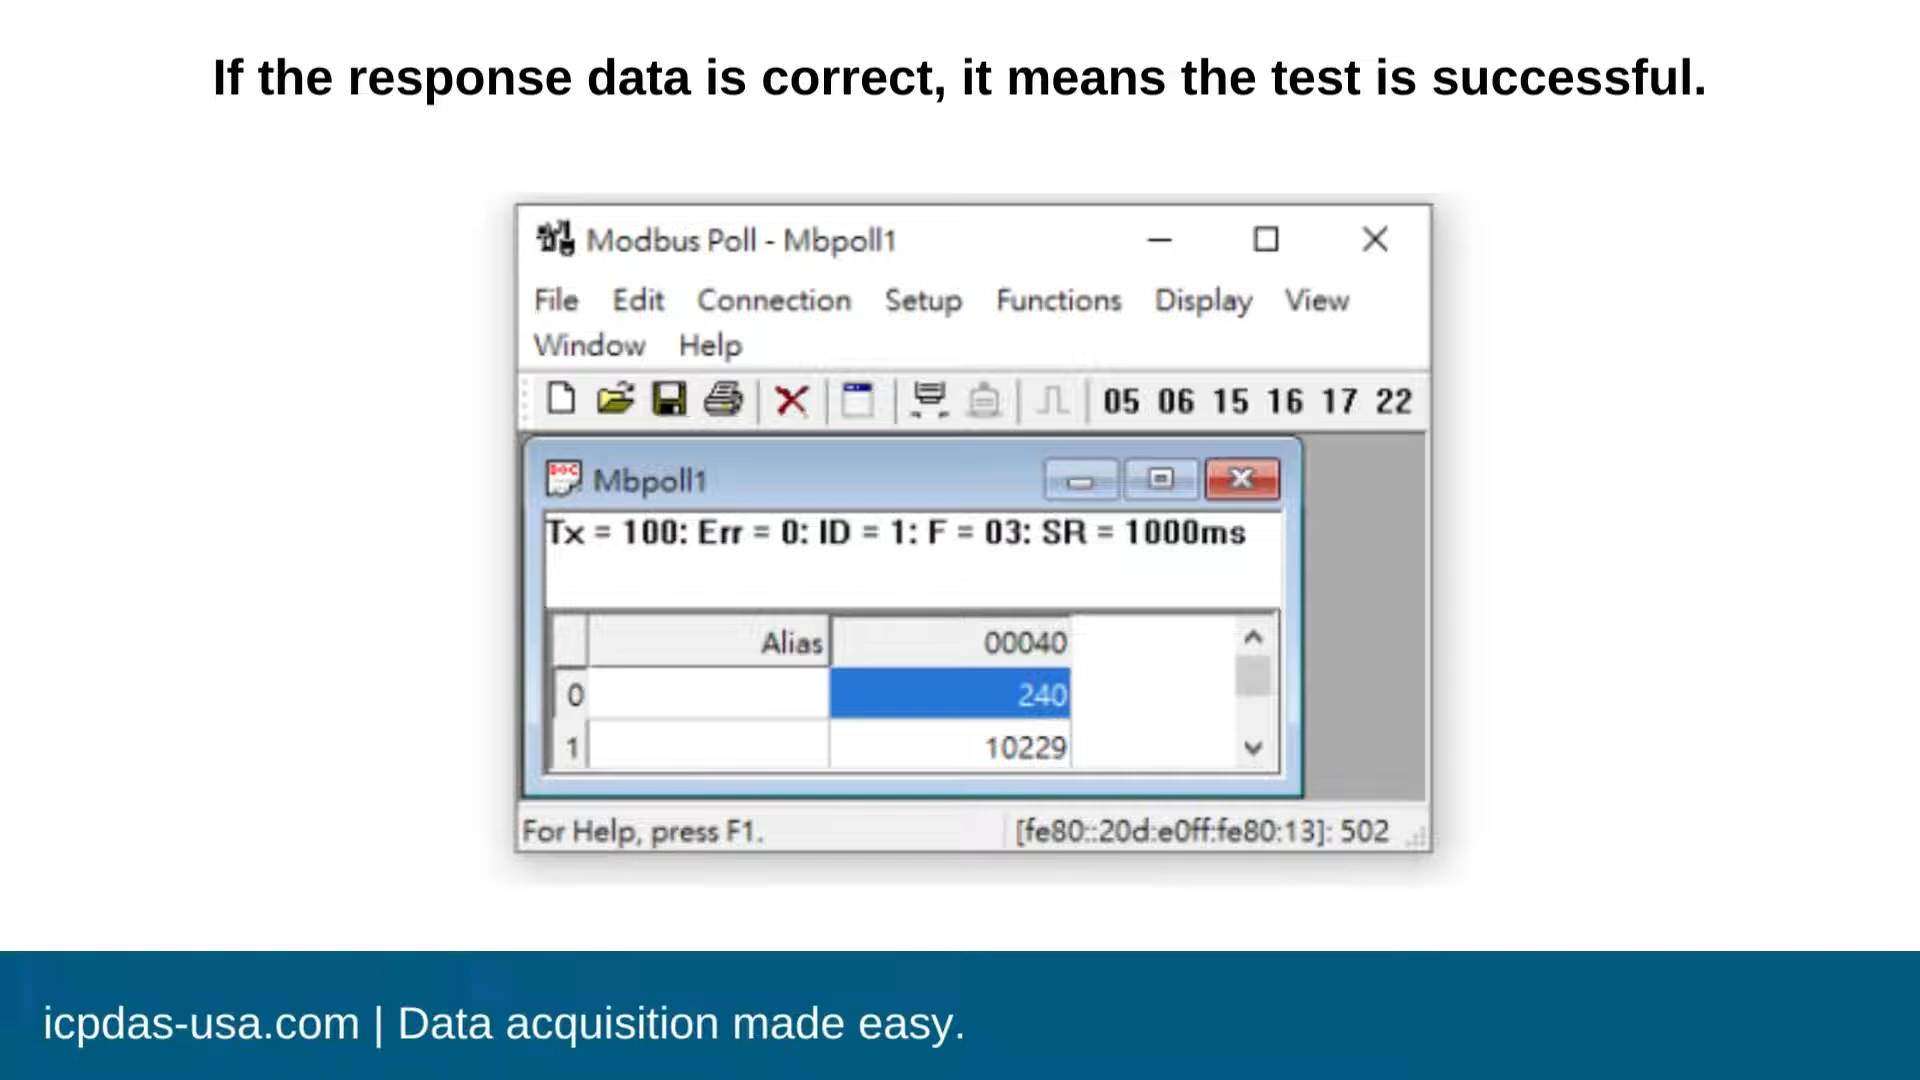 If the response data is correct, it means the test is successful.
Modbus Poll - Mbpoll1
File Edit Connection Setup Functions Display View
Window Help
05 06 15 16 17 22
Mbpoll1
Tx = 100: Err = 0: ID = 1: F = 03: SR = 1000ms
Alias 00040
0 240
1 10229
For Help, press F1. [fe80::20d:e0ff:fe80:13]: 502
icpdas-usa.com | Data acquisition made easy.